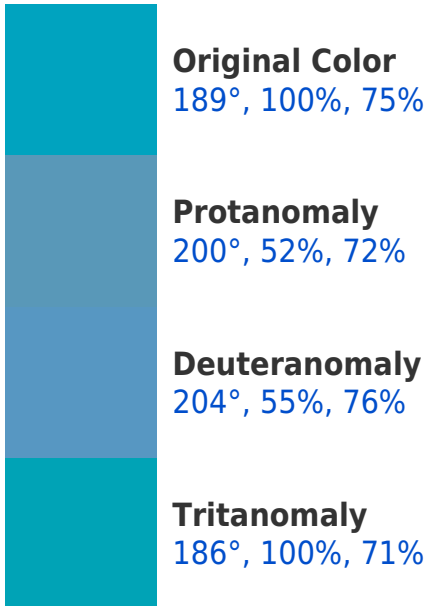 Original Color
189°, 100%, 75%
Protanomaly
200°, 52%, 72%
Deuteranomaly
204°, 55%, 76%
Tritanomaly
186°, 100%, 71%